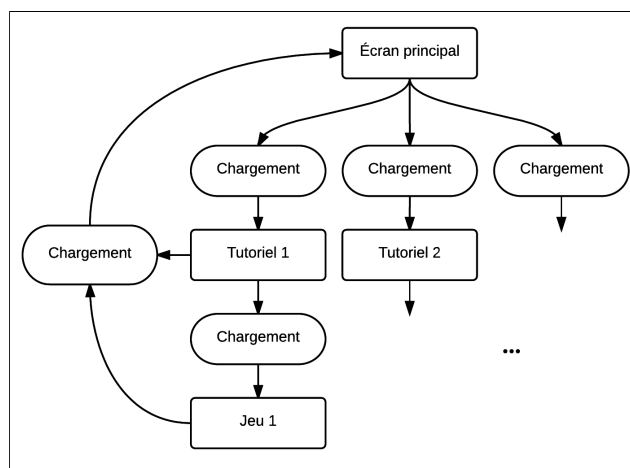 Écran principal
Chargement
Chargement
Chargement
Chargement
Tutoriel 1
Tutoriel 2
Chargement
...
Jeu 1